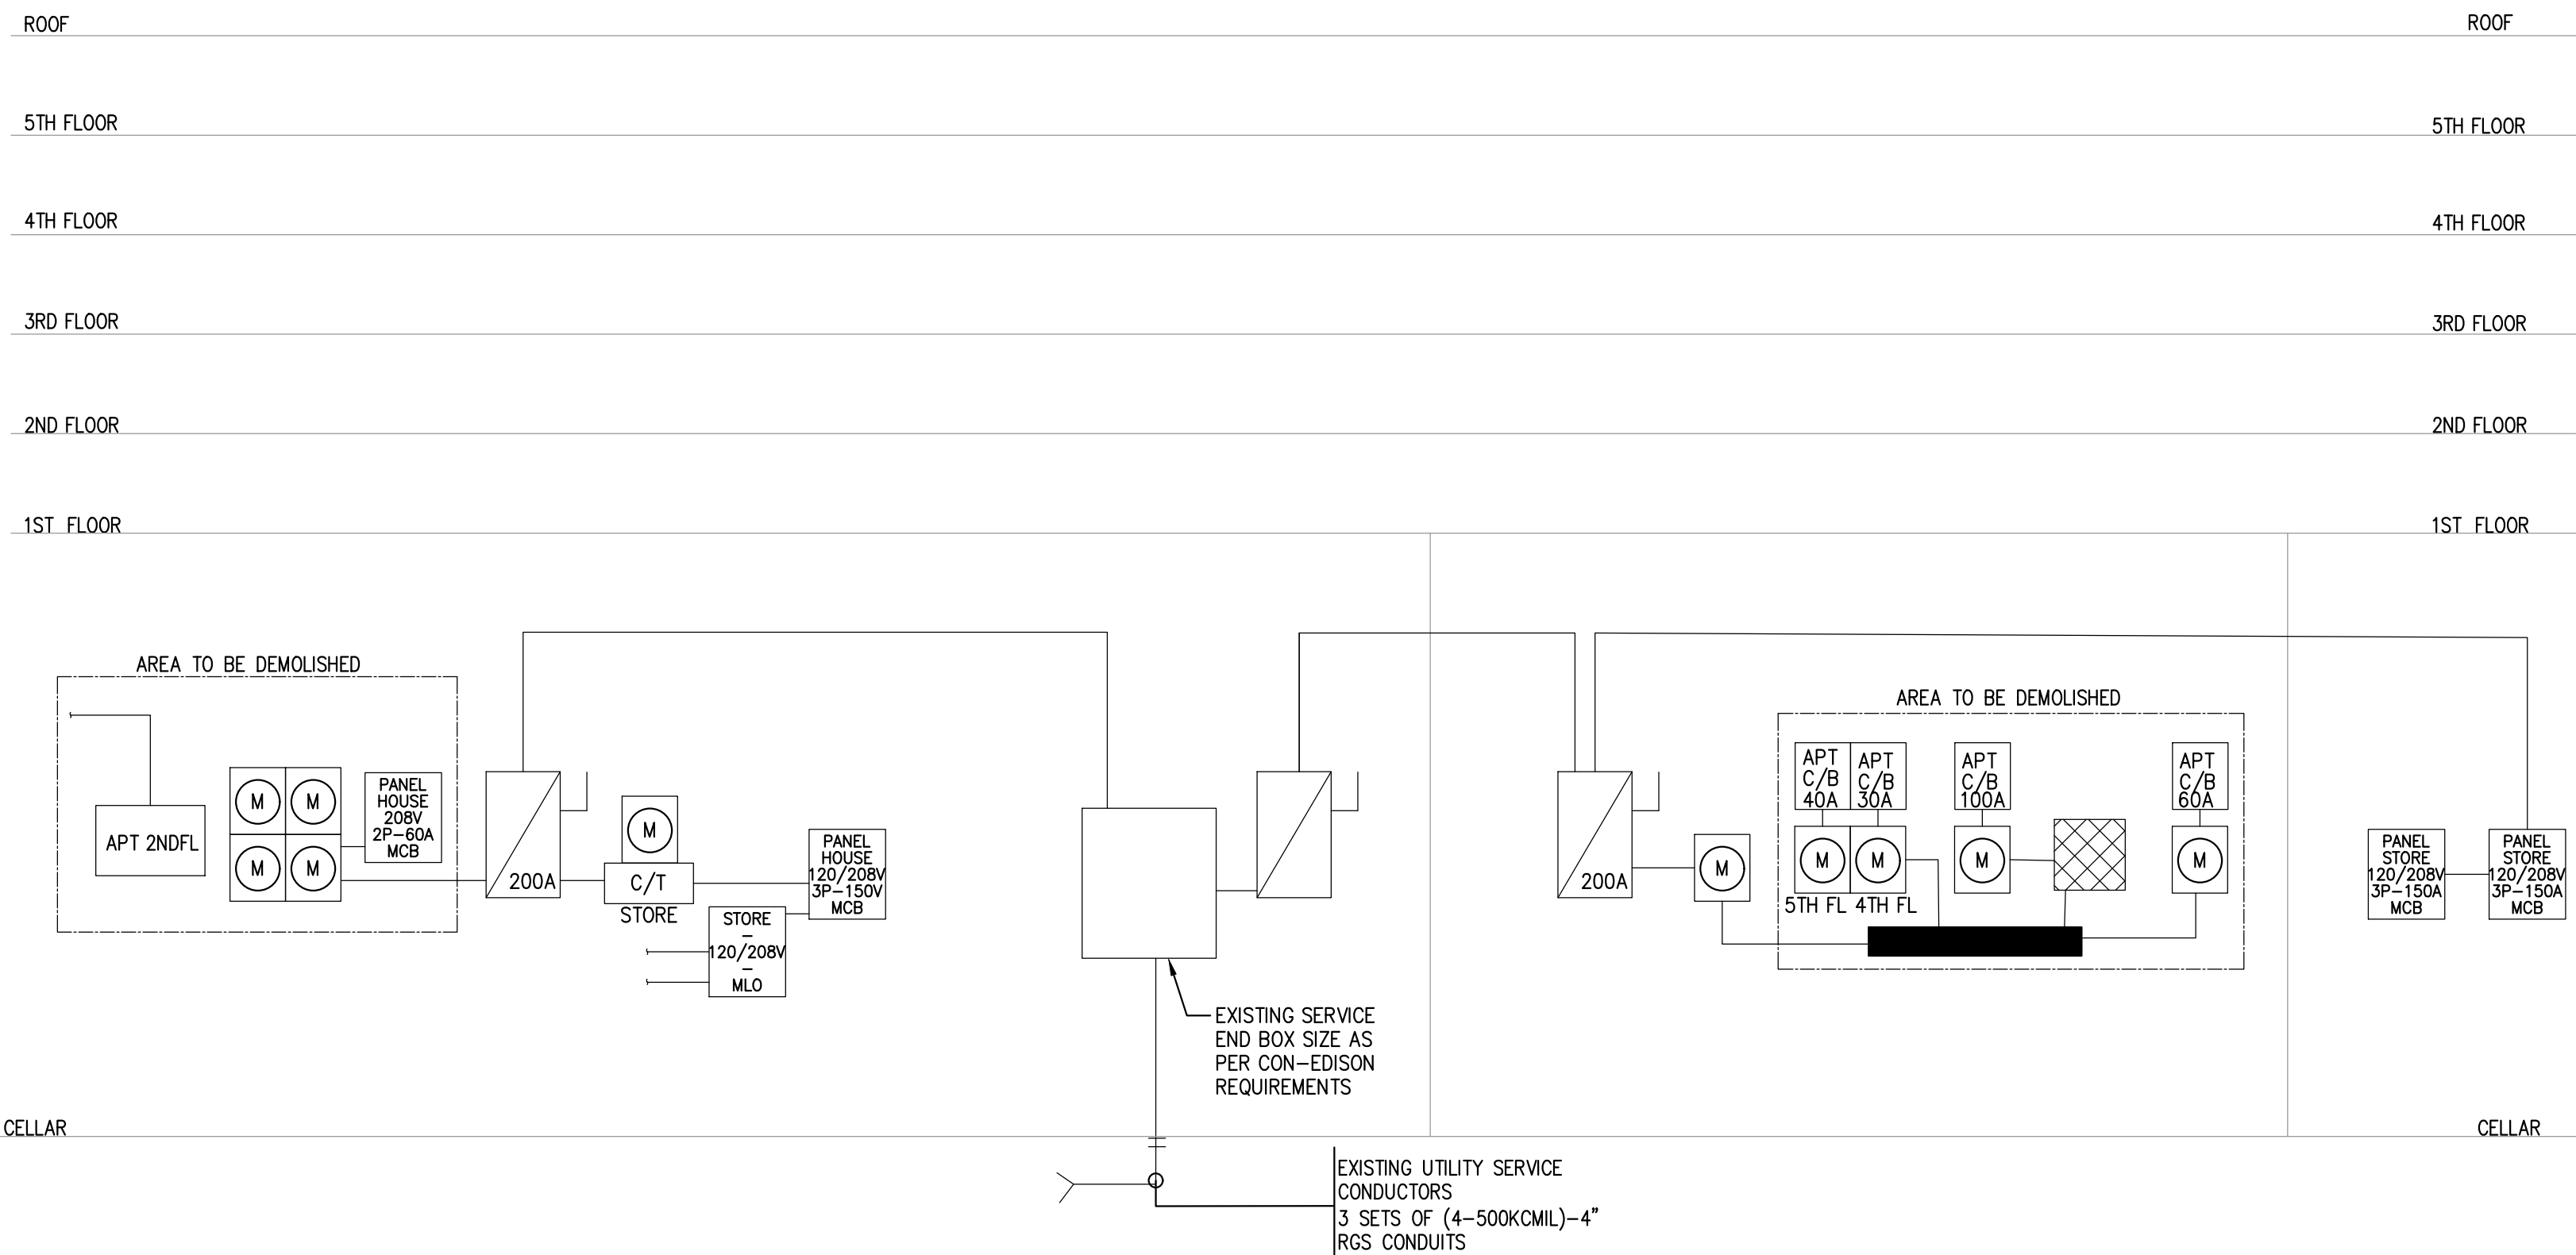 ROOF
ROOF
5TH FLOOR
5TH FLOOR
4TH FLOOR
4TH FLOOR
3RD FLOOR
3RD FLOOR
2ND FLOOR
2ND FLOOR
1ST FLOOR
1ST FLOOR
AREA TO BE DEMOLISHED
APT 2NDFL
M
M
M
M
PANEL
HOUSE
208V
2P-60A
MCB
200A
M
C/T
STORE
PANEL
HOUSE
120/208V
3P-150V
MCB
STORE
-
120/208V
-
MLO
EXISTING SERVICE
END BOX SIZE AS
PER CON-EDISON
REQUIREMENTS
200A
M
AREA TO BE DEMOLISHED
APT
C/B
40A
APT
C/B
30A
APT
C/B
100A
APT
C/B
60A
M
M
M
M
5TH FL
4TH FL
PANEL
STORE
120/208V
3P-150A
MCB
PANEL
STORE
120/208V
3P-150A
MCB
CELLAR
CELLAR
EXISTING UTILITY SERVICE
CONDUCTORS
3 SETS OF (4-500KCMIL)-4"
RGS CONDUITS